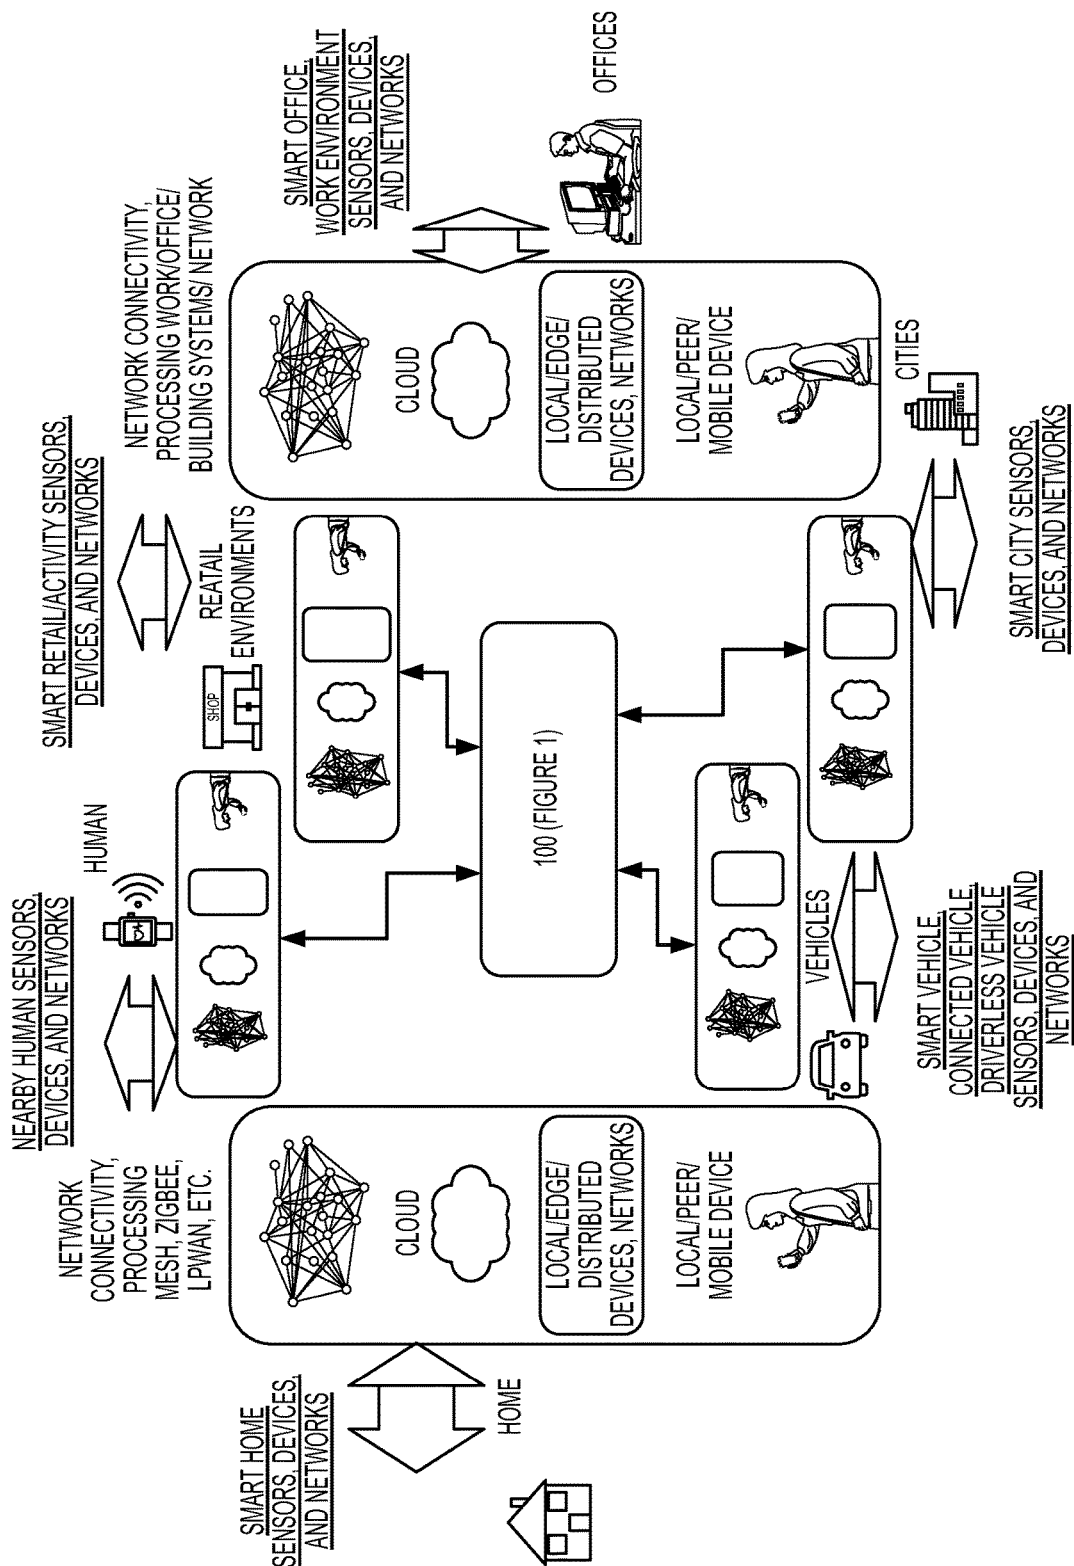 SMART HOME
SENSORS, DEVICES,
AND NETWORKS
HOME
NETWORK
CONNECTIVITY,
PROCESSING
MESH, ZIGBEE,
LPWAN, ETC.
CLOUD
LOCAL/EDGE/
DISTRIBUTED
DEVICES, NETWORKS
LOCAL/PEER/
MOBILE DEVICE
NEARBY HUMAN SENSORS,
DEVICES, AND NETWORKS
HUMAN
SMART RETAIL/ACTIVITY SENSORS,
DEVICES, AND NETWORKS
SHOP
REATAIL
ENVIRONMENTS
100 (FIGURE 1)
VEHICLES
SMART VEHICLE,
CONNECTED VEHICLE,
DRIVERLESS VEHICLE
SENSORS, DEVICES, AND
NETWORKS
NETWORK CONNECTIVITY,
PROCESSING WORK/OFFICE/
BUILDING SYSTEMS/ NETWORK
CLOUD
LOCAL/EDGE/
DISTRIBUTED
DEVICES, NETWORKS
LOCAL/PEER/
MOBILE DEVICE
CITIES
SMART CITY SENSORS,
DEVICES, AND NETWORKS
SMART OFFICE,
WORK ENVIRONMENT
SENSORS, DEVICES,
AND NETWORKS
OFFICES